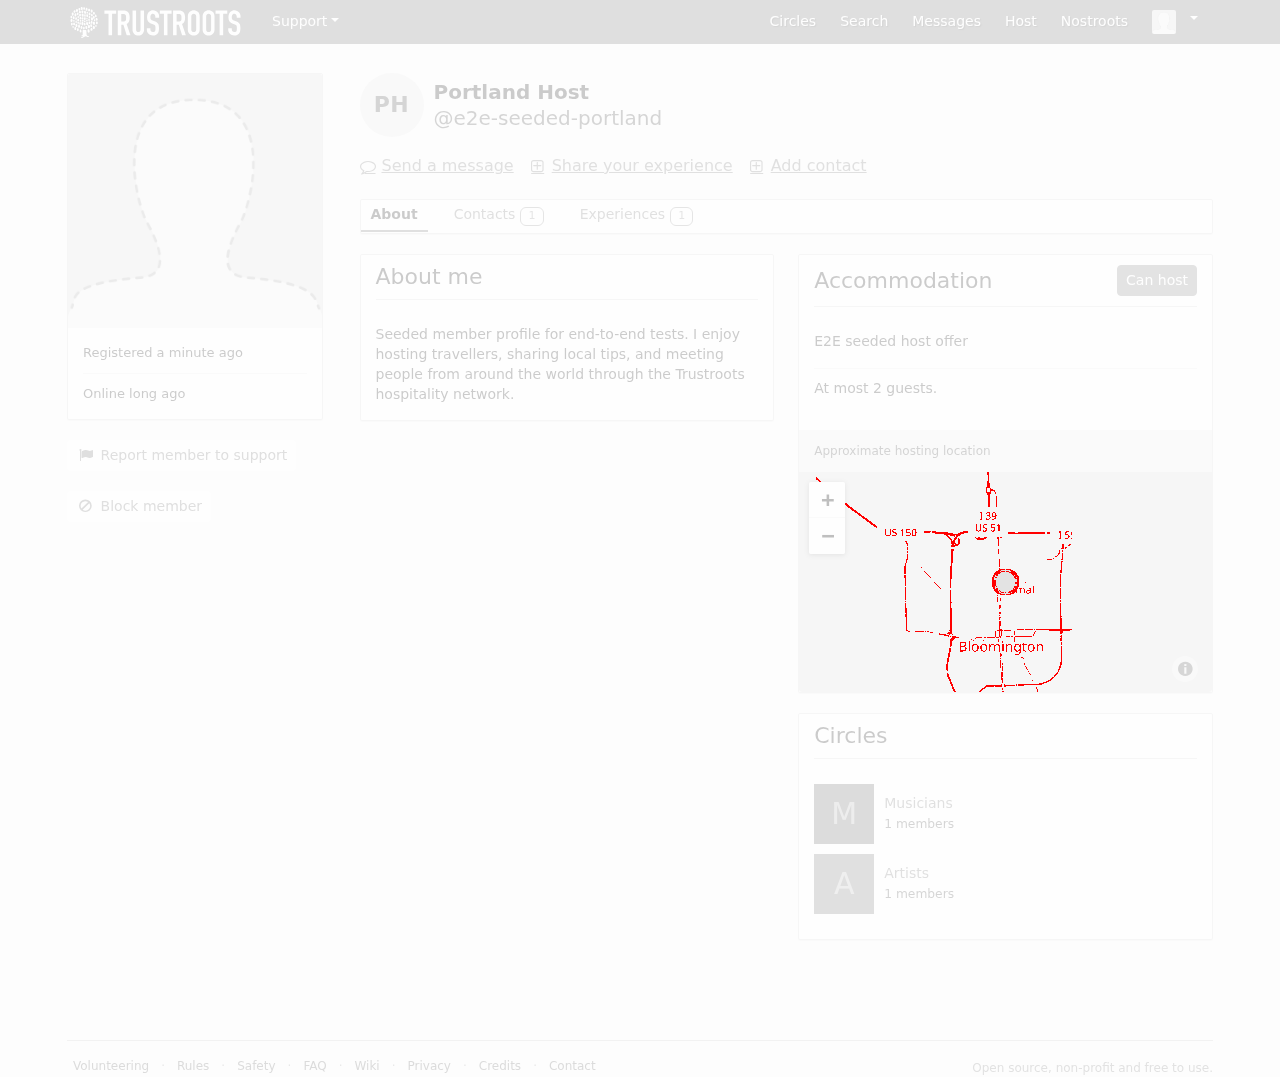 TRUSTROOTS
Support
Circles
Search
Messages
Host
Nostroots
PH
Portland Host
@e2e-seeded-portland
Send a message
Share your experience
Add contact
About
Contacts 1
Experiences 1
Registered a minute ago
Online long ago
Report member to support
Block member
About me
Seeded member profile for end-to-end tests. I enjoy
hosting travellers, sharing local tips, and meeting
people from around the world through the Trustroots
hospitality network.
Accommodation
Can host
E2E seeded host offer
At most 2 guests.
Approximate hosting location
+
−
I 39
US 51
US 150
I 5
mal
Bloomington
Circles
M
Musicians
1 members
A
Artists
1 members
Volunteering · Rules · Safety · FAQ · Wiki · Privacy · Credits · Contact
Open source, non-profit and free to use.